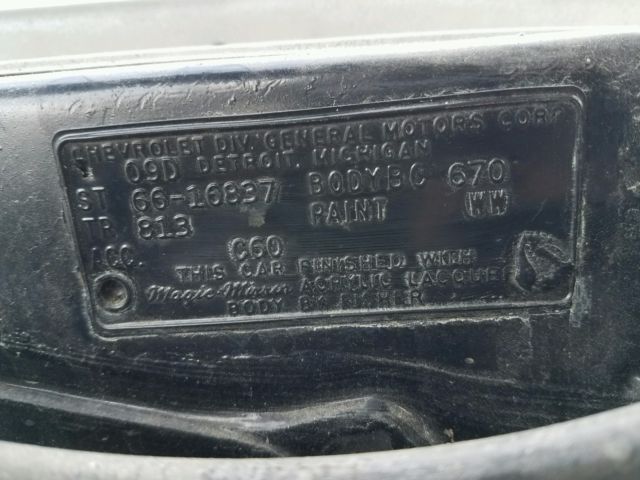 CHEVROLET DIV. GENERAL MOTORS CORP
09D DETROIT, MICHIGAN
ST 66-16837 BODY BC 670
TR 813 PAINT WW
ACC. C60
THIS CAR FINISHED WITH
Magic-Mirror ACRYLIC LACQUER
BODY BY FISHER